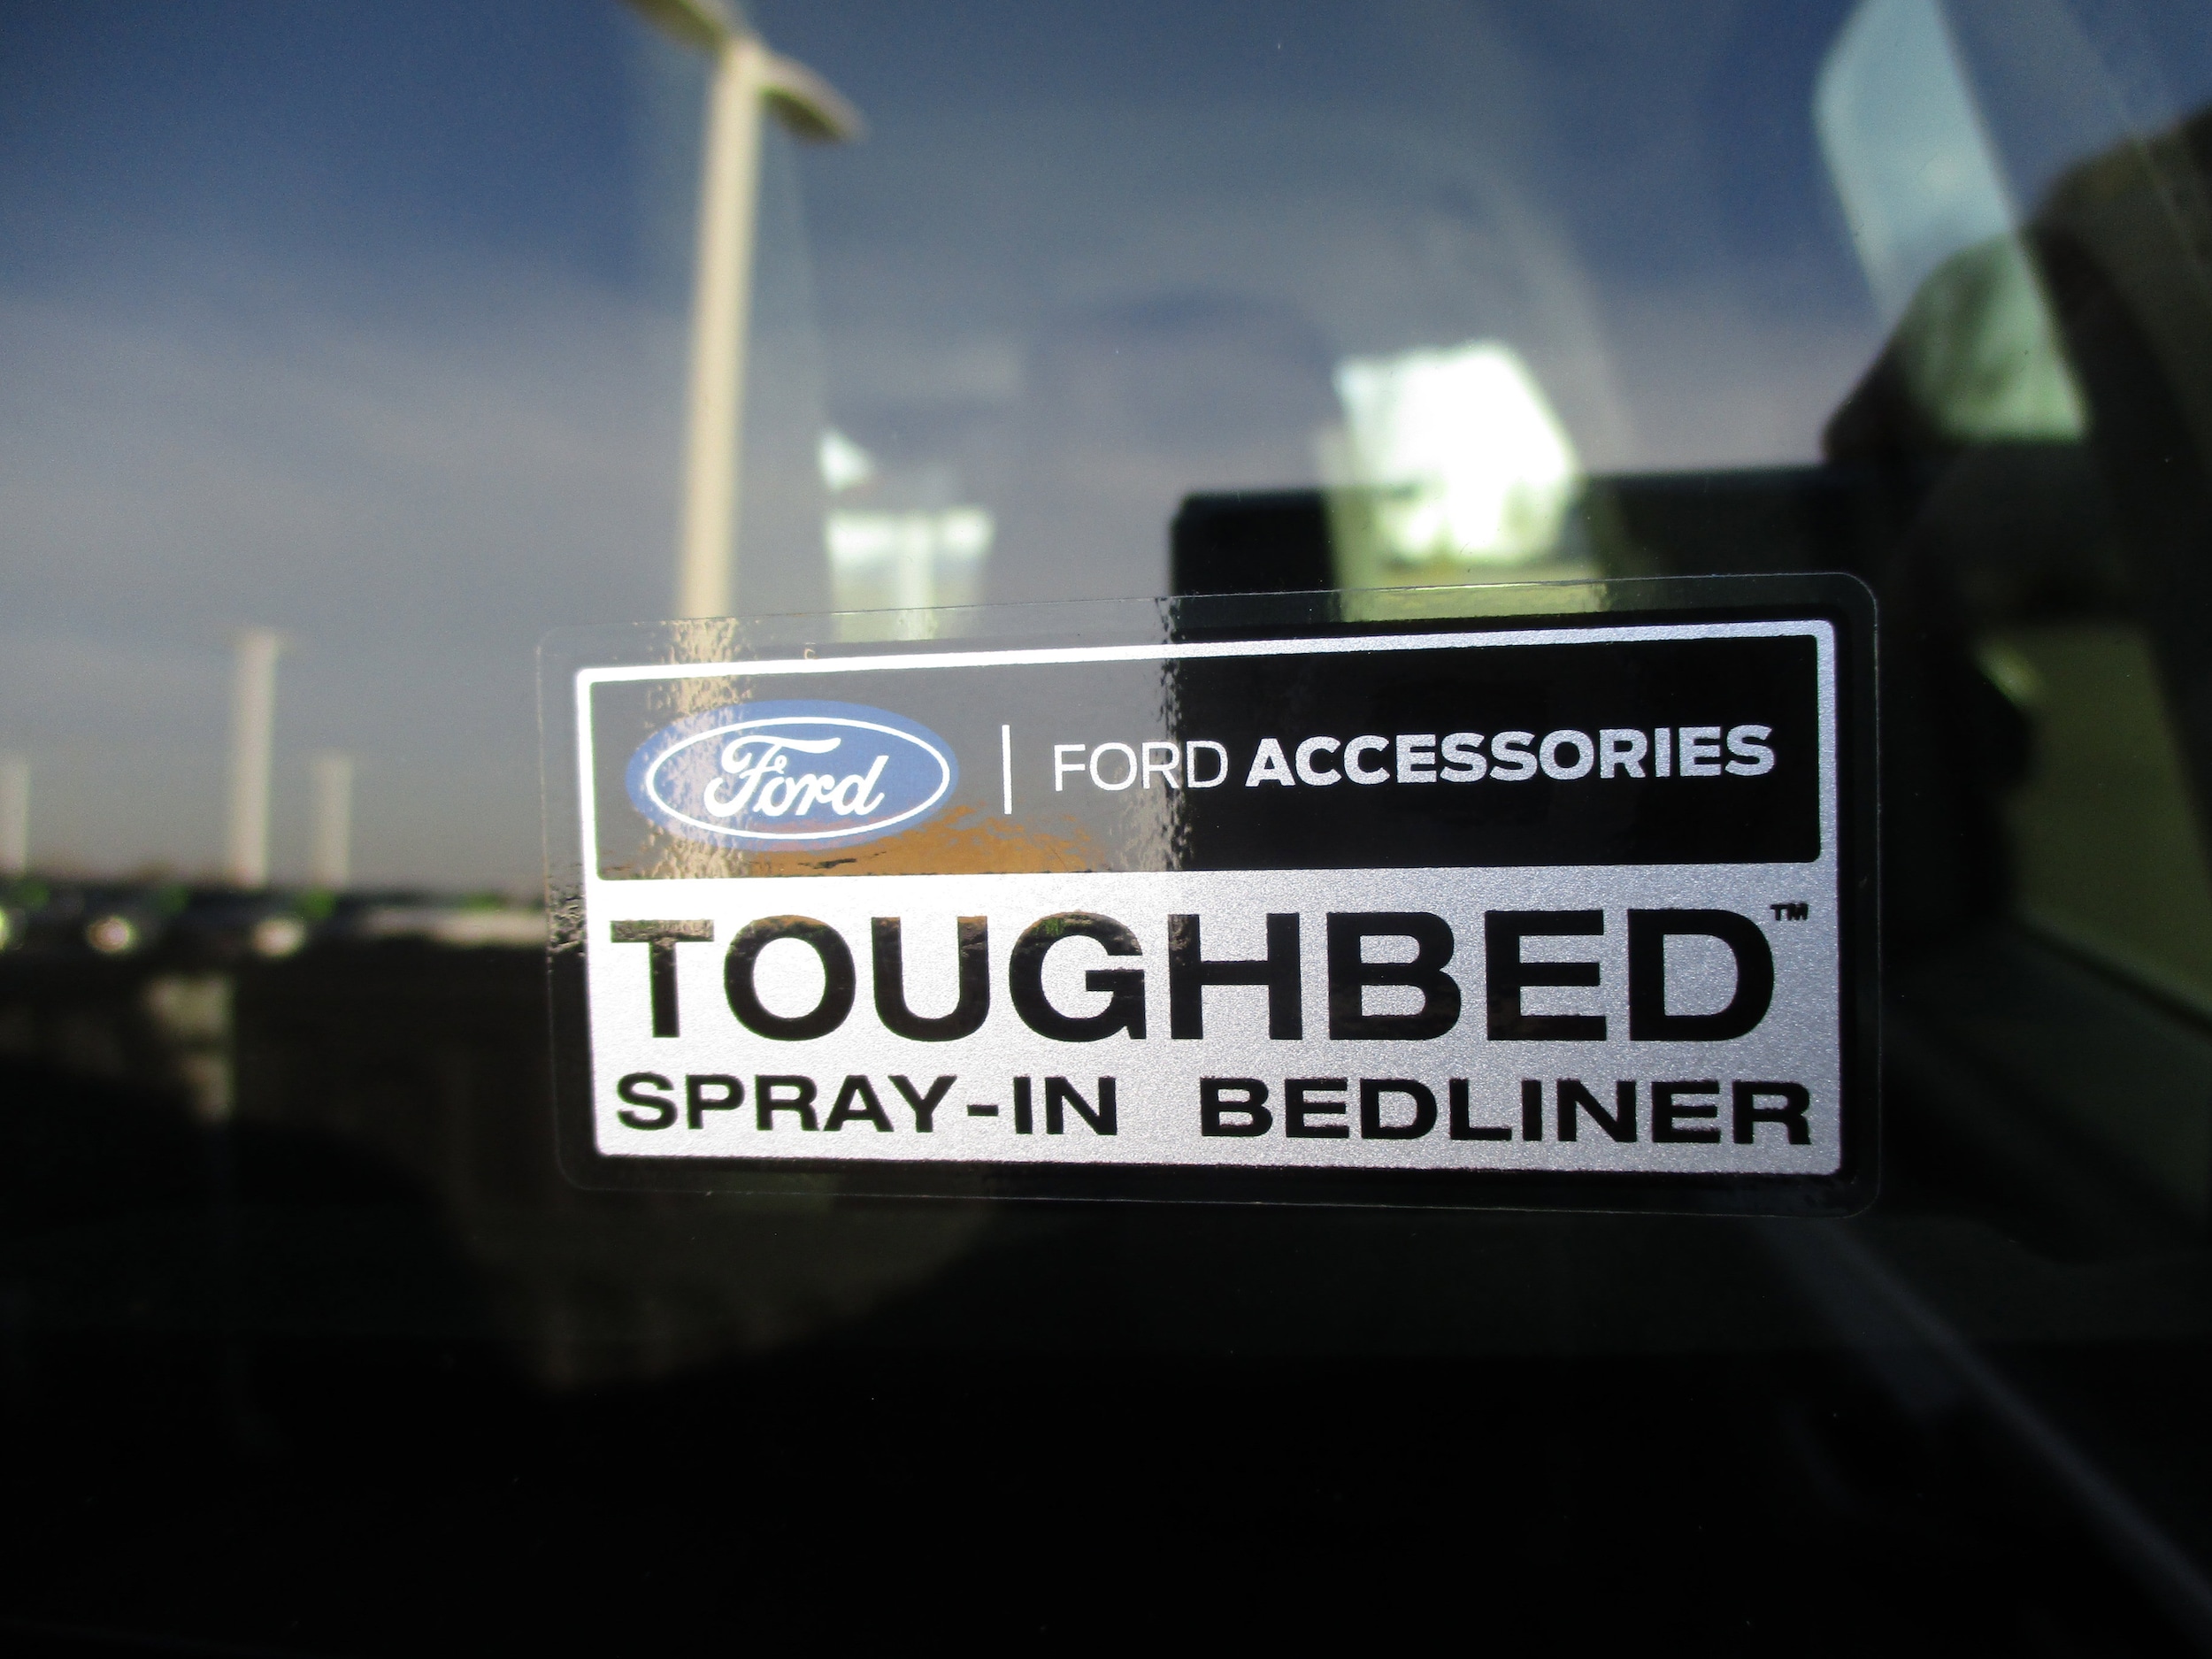 Ford | FORD ACCESSORIES
TOUGHBED™
SPRAY-IN BEDLINER